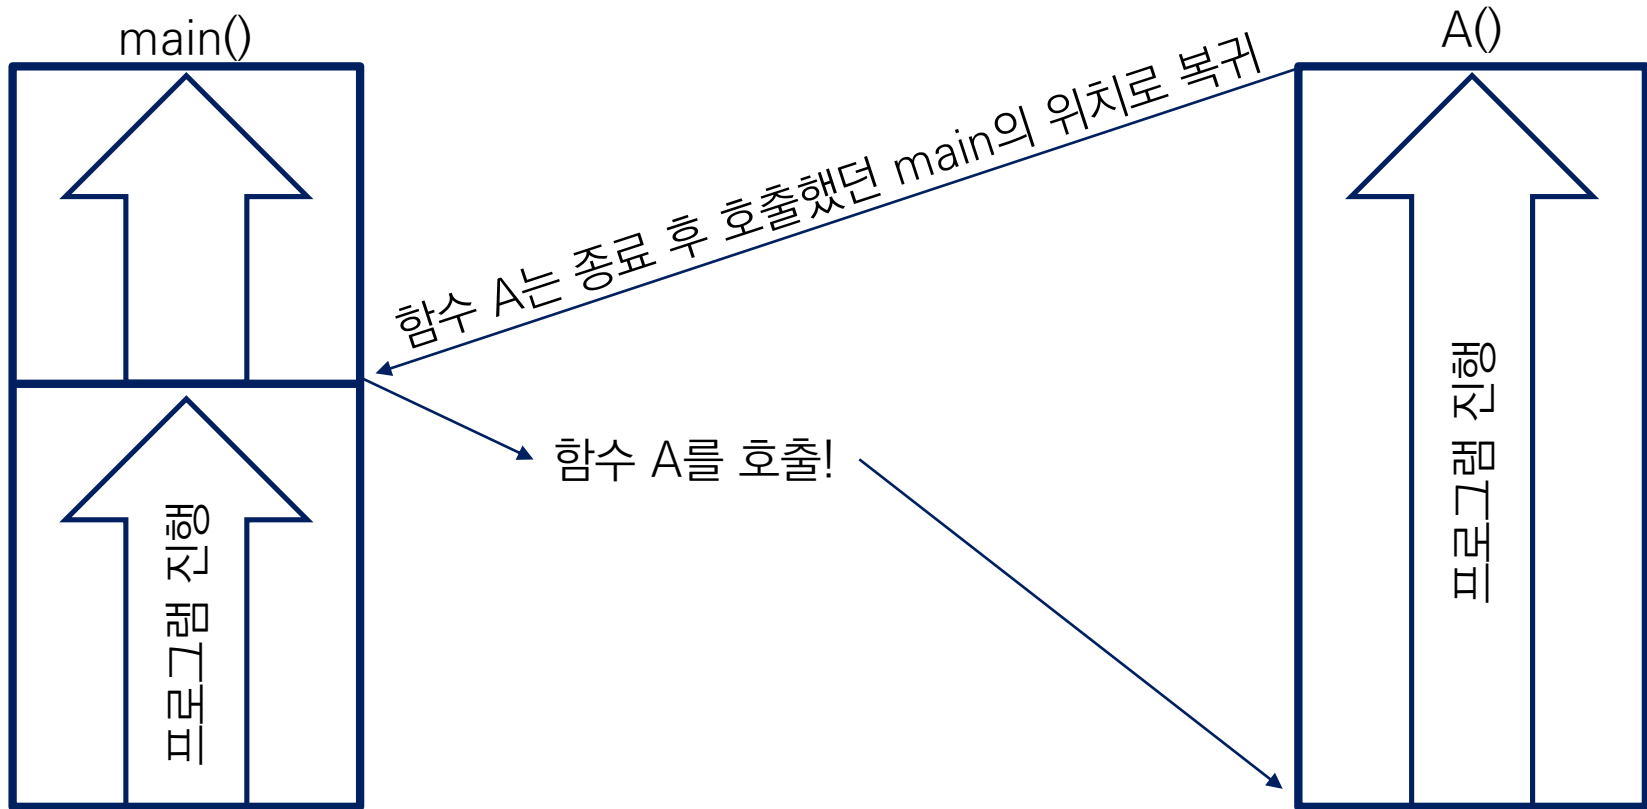 main()
A()
함수 A는 종료 후 호출했던 main의 위치로 복귀
함수 A를 호출!
프로그램 진행
프로그램 진행